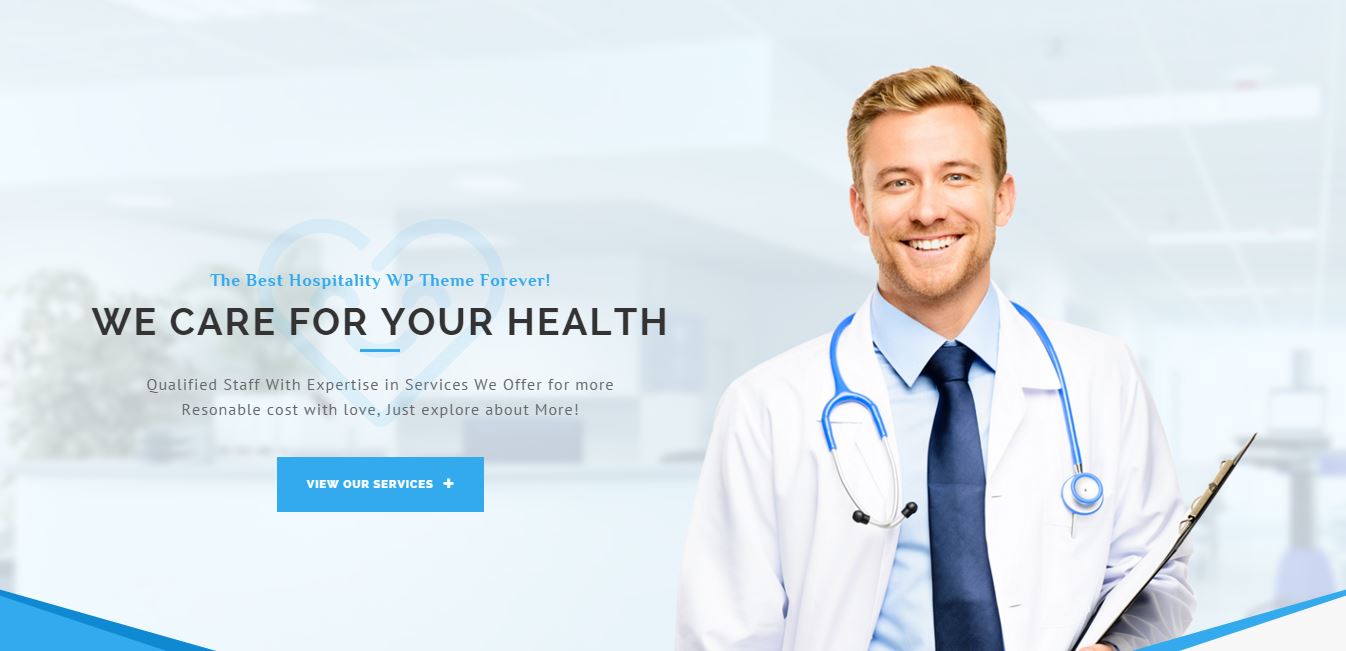 The Best Hospitality WP Theme Forever!
WE CARE FOR YOUR HEALTH
Qualified Staff With Expertise in Services We Offer for more
Resonable cost with love, Just explore about More!
VIEW OUR SERVICES +